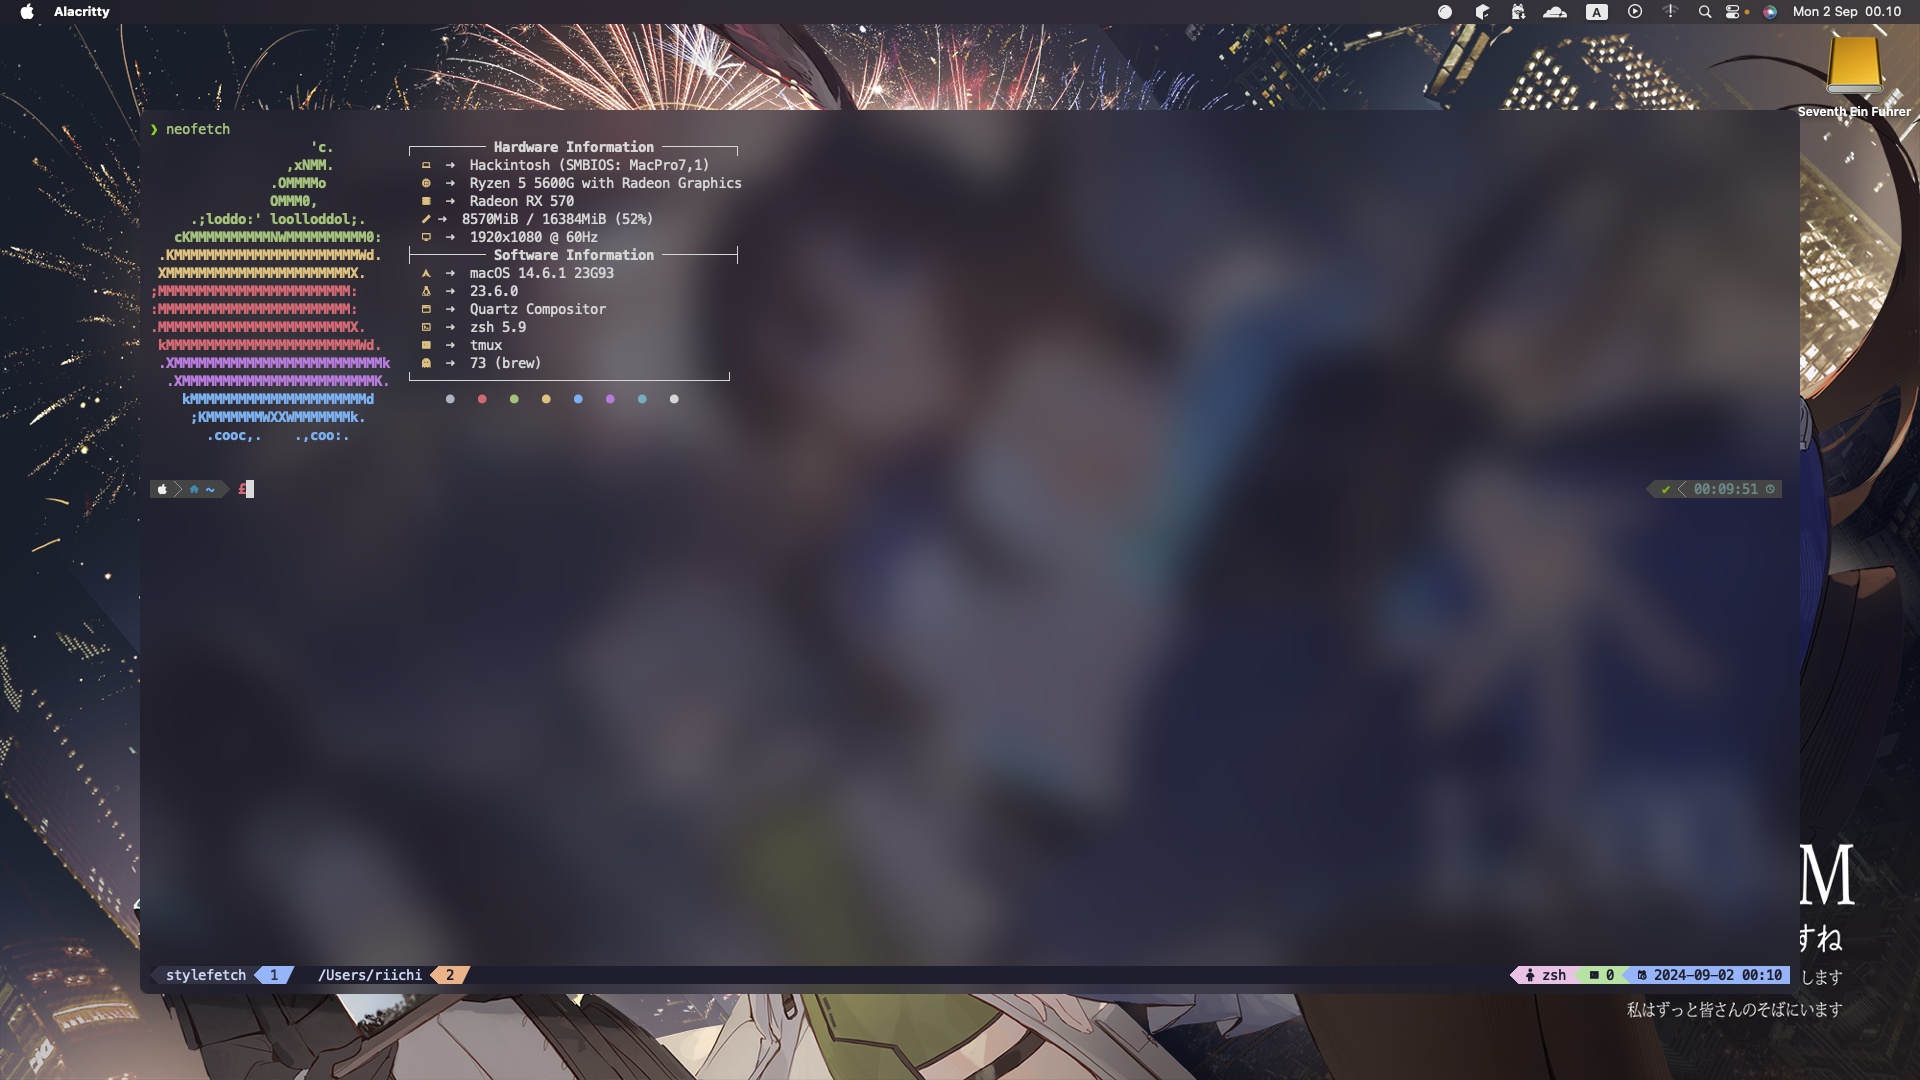 Alacritty
A
Mon 2 Sep 00.10
Seventh Ein Fuhrer
❯ neofetch
'c.
,xNMM.
.OMMMMo
OMMM0,
.;loddo:' loolloddol;.
cKMMMMMMMMMMNWMMMMMMMMMM0:
.KMMMMMMMMMMMMMMMMMMMMMMMWd.
XMMMMMMMMMMMMMMMMMMMMMMMX.
;MMMMMMMMMMMMMMMMMMMMMMMM:
:MMMMMMMMMMMMMMMMMMMMMMMM:
.MMMMMMMMMMMMMMMMMMMMMMMMX.
kMMMMMMMMMMMMMMMMMMMMMMMMWd.
.XMMMMMMMMMMMMMMMMMMMMMMMMMMk
.XMMMMMMMMMMMMMMMMMMMMMMMMK.
kMMMMMMMMMMMMMMMMMMMMMMd
;KMMMMMMMWXXWMMMMMMMk.
.cooc,. .,coo:.
Hardware Information
→ Hackintosh (SMBIOS: MacPro7,1)
→ Ryzen 5 5600G with Radeon Graphics
→ Radeon RX 570
→ 8570MiB / 16384MiB (52%)
→ 1920x1080 @ 60Hz
Software Information
→ macOS 14.6.1 23G93
→ 23.6.0
→ Quartz Compositor
→ zsh 5.9
→ tmux
→ 73 (brew)
~ £
✔ 00:09:51
M
すね
します
私はずっと皆さんのそばにいます
stylefetch 1 /Users/riichi 2
zsh 0 2024-09-02 00:10